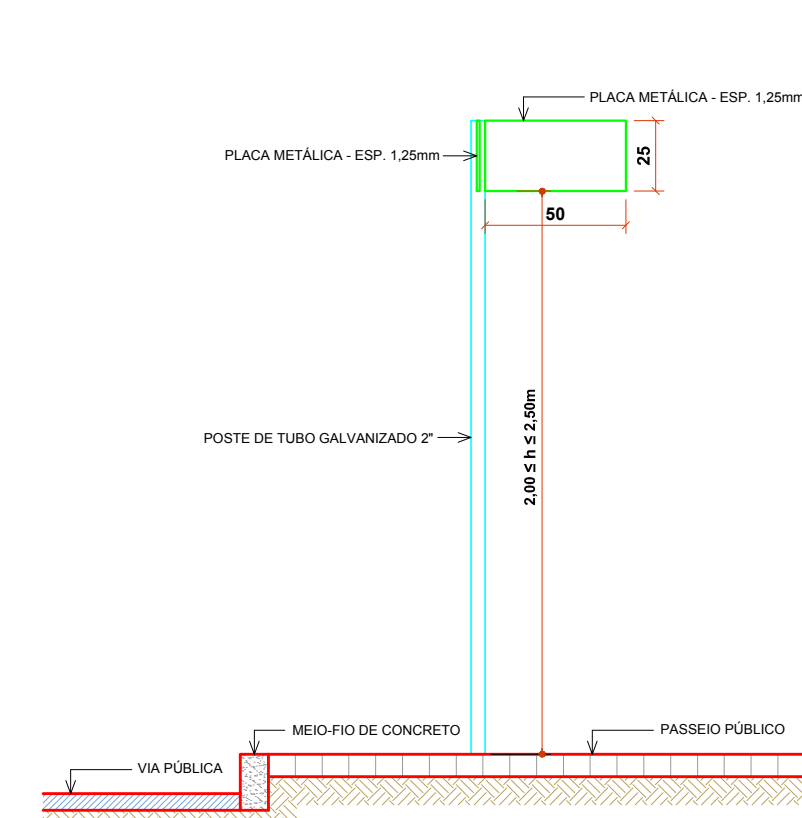 PLACA METÁLICA - ESP. 1,25mm
PLACA METÁLICA - ESP. 1,25mm
25
50
2,00 ≤ h ≤ 2,50m
POSTE DE TUBO GALVANIZADO 2"
MEIO-FIO DE CONCRETO
PASSEIO PÚBLICO
VIA PÚBLICA